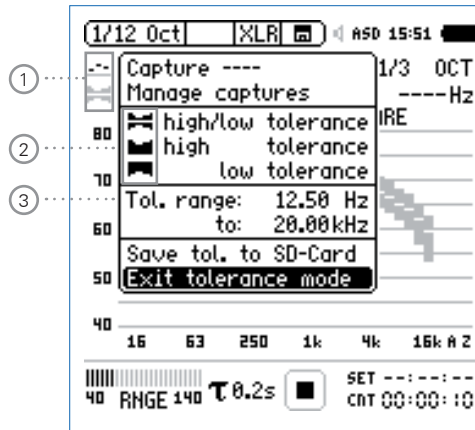 1/12 Oct XLR ASD 15:51
1 -.- Capture ---- 1/3 OCT
Manage captures ----Hz
80 high/low tolerance IRE
2 high tolerance
70 low tolerance
3 Tol. range: 12.50 Hz
60 to: 20.00kHz
Save tol. to SD-Card
50 Exit tolerance mode
40
16 63 250 1k 4k 16k A Z
40 RNGE 140 τ0.2s SET --:--:--
CNT 00:00:10